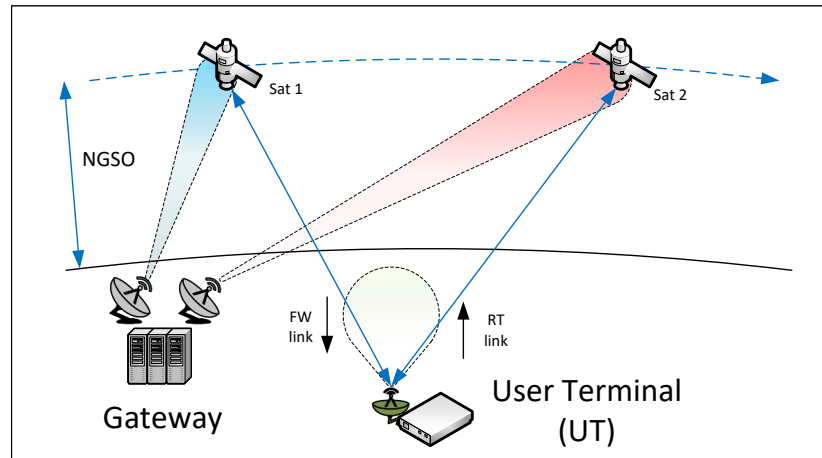 Sat 1
Sat 2
NGSO
FW
link
RT
link
Gateway
User Terminal
(UT)